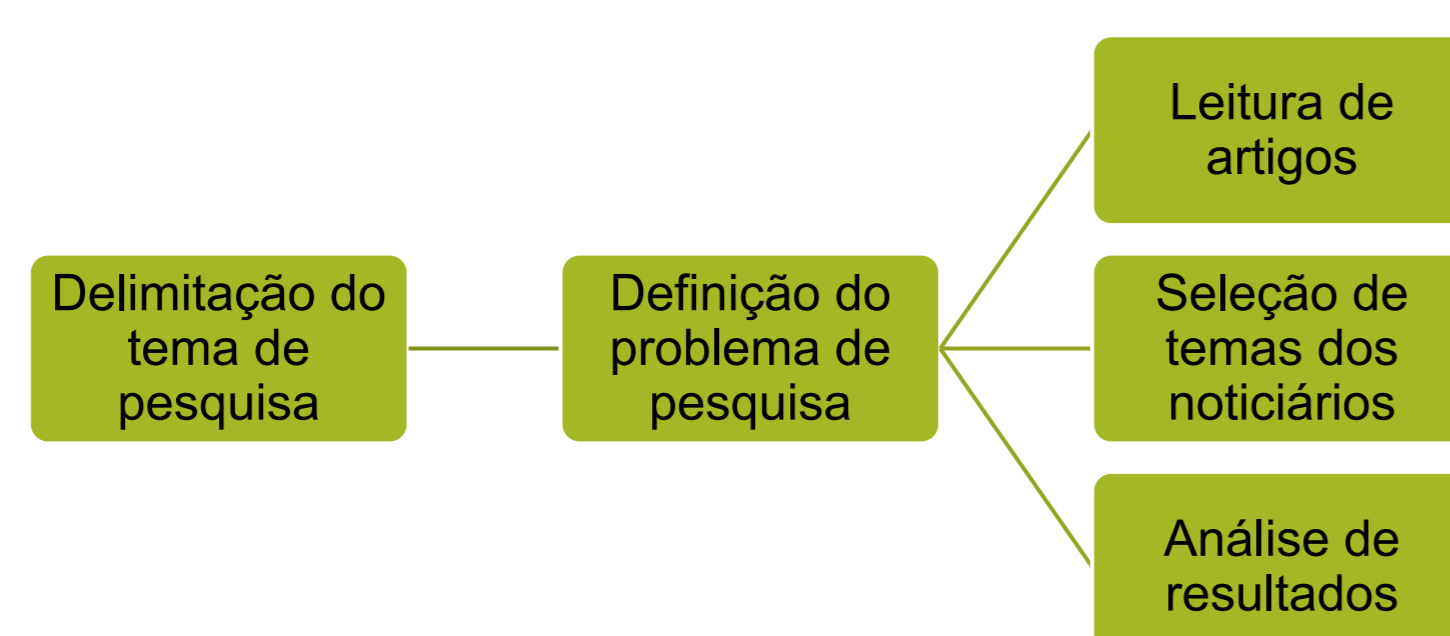 Delimitação do
tema de
pesquisa
Definição do
problema de
pesquisa
Leitura de
artigos
Seleção de
temas dos
noticiários
Análise de
resultados